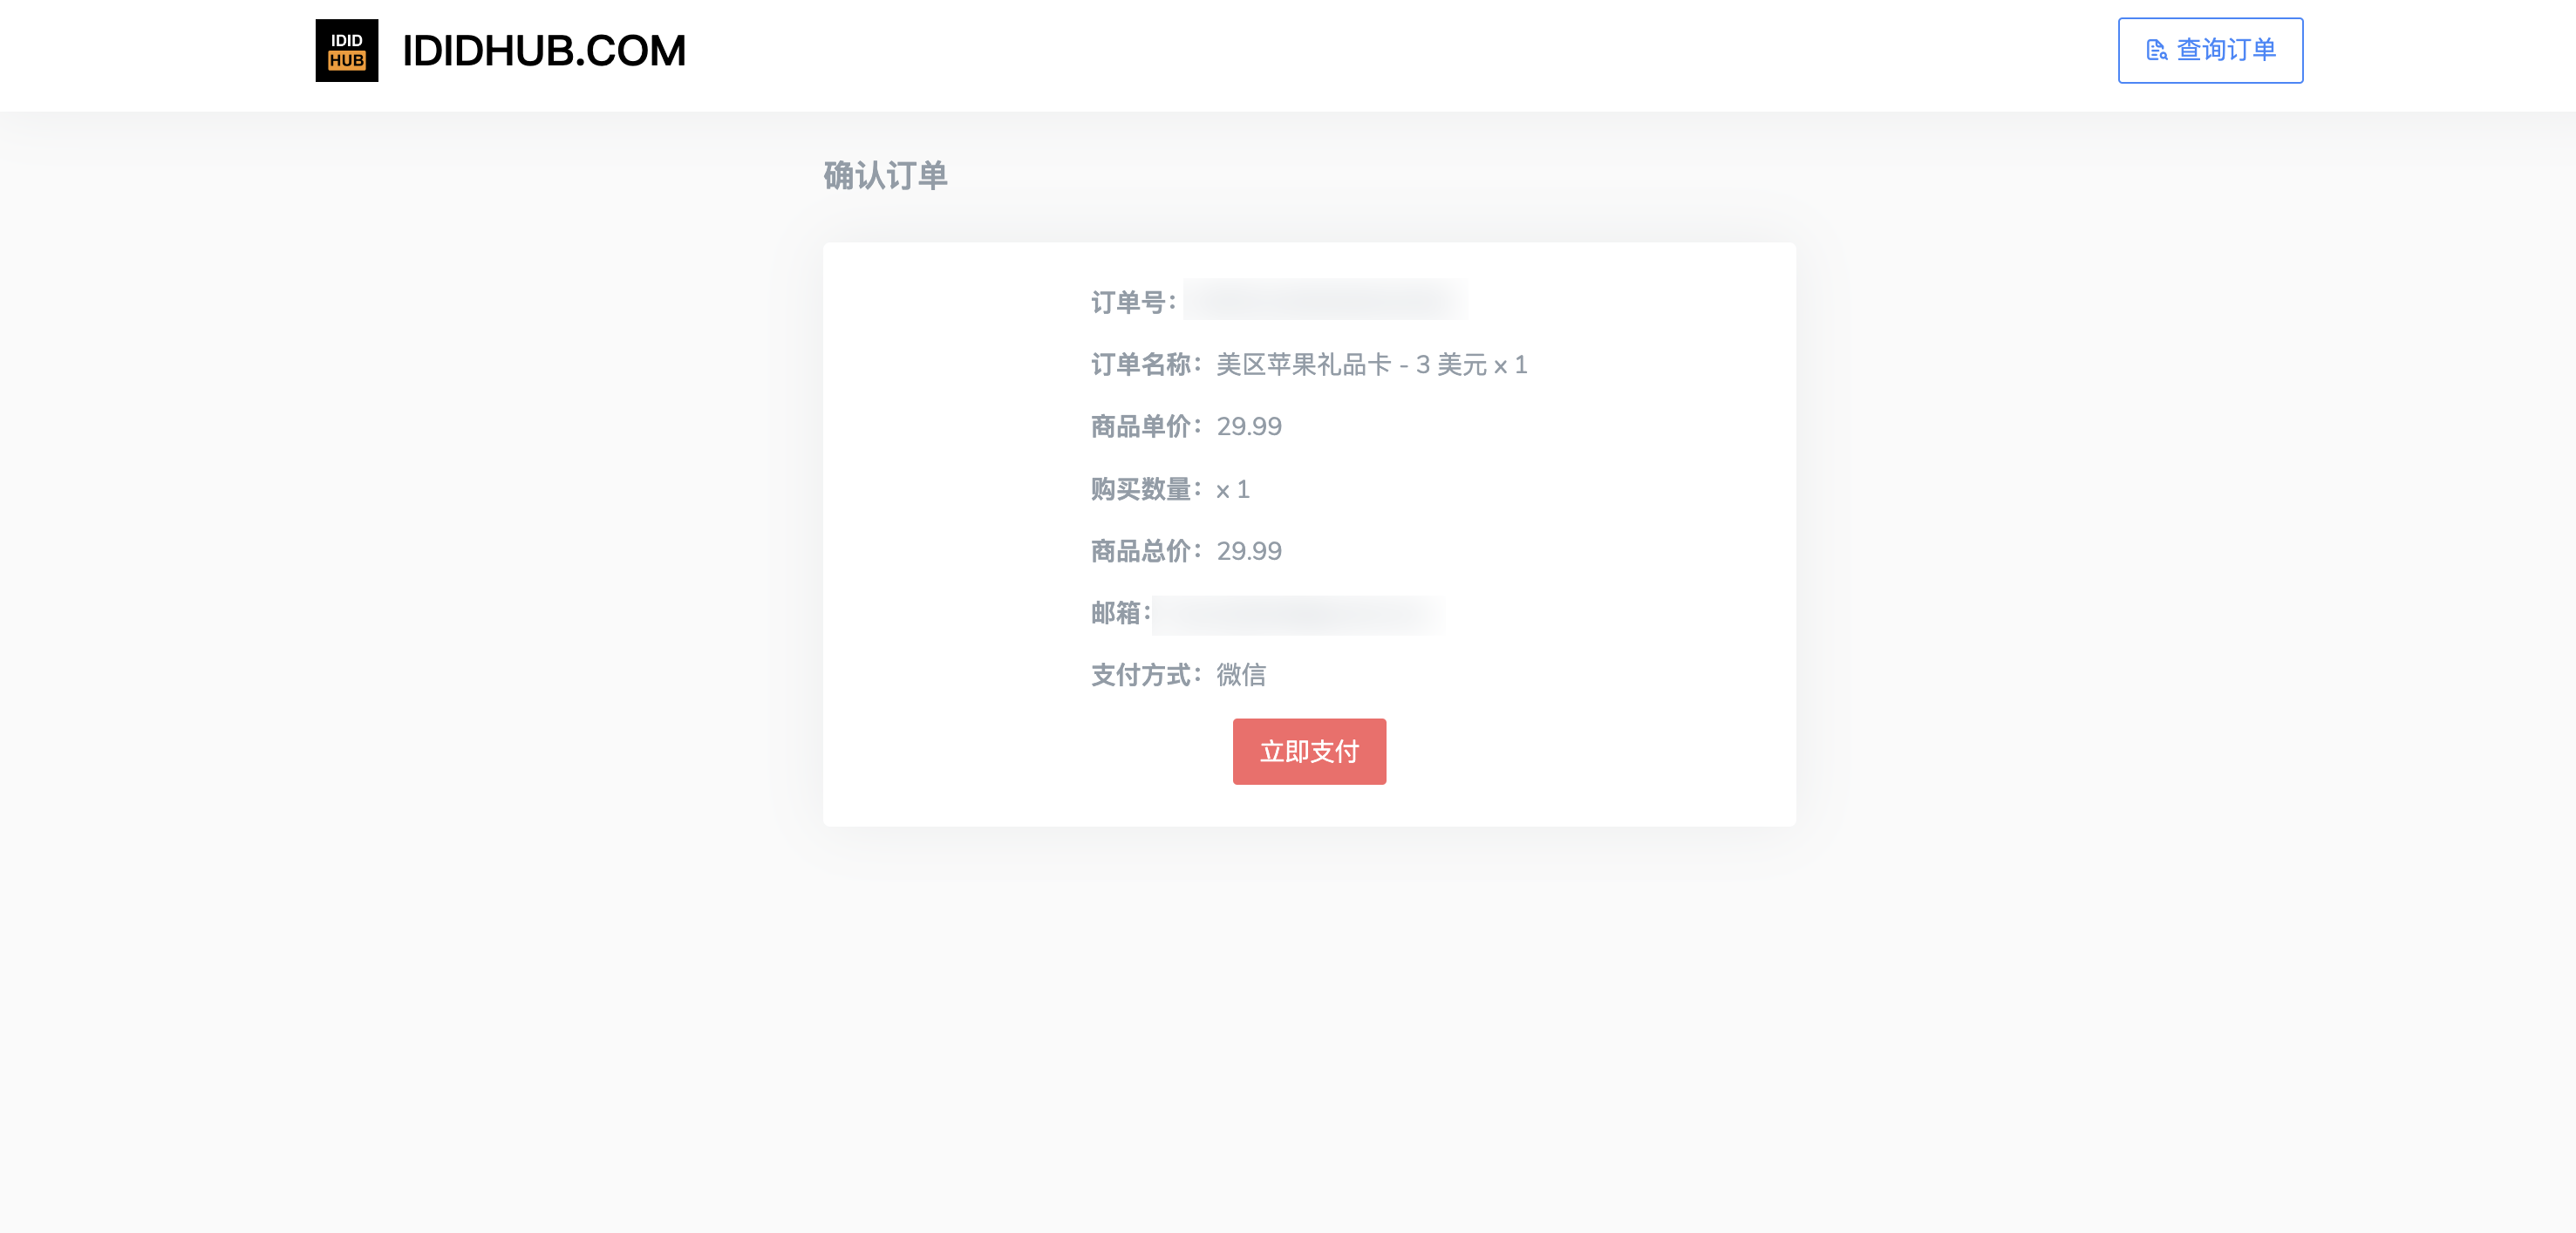 IDID
HUB
IDIDHUB.COM
查询订单
确认订单
订单号：
订单名称：美区苹果礼品卡 - 3 美元 x 1
商品单价：29.99
购买数量：x 1
商品总价：29.99
邮箱：
支付方式：微信
立即支付